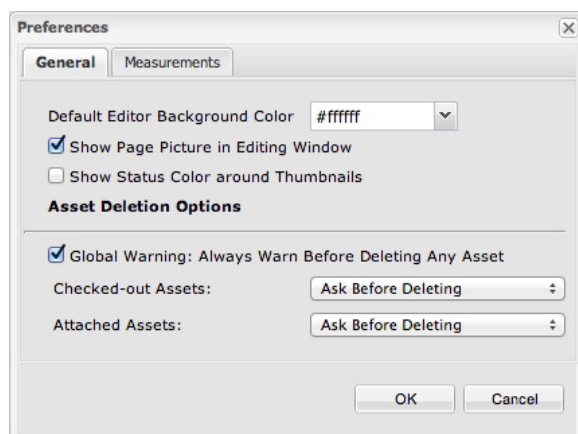 Preferences
General Measurements
Default Editor Background Color #ffffff
Show Page Picture in Editing Window
Show Status Color around Thumbnails
Asset Deletion Options
Global Warning: Always Warn Before Deleting Any Asset
Checked-out Assets: Ask Before Deleting
Attached Assets: Ask Before Deleting
OK Cancel